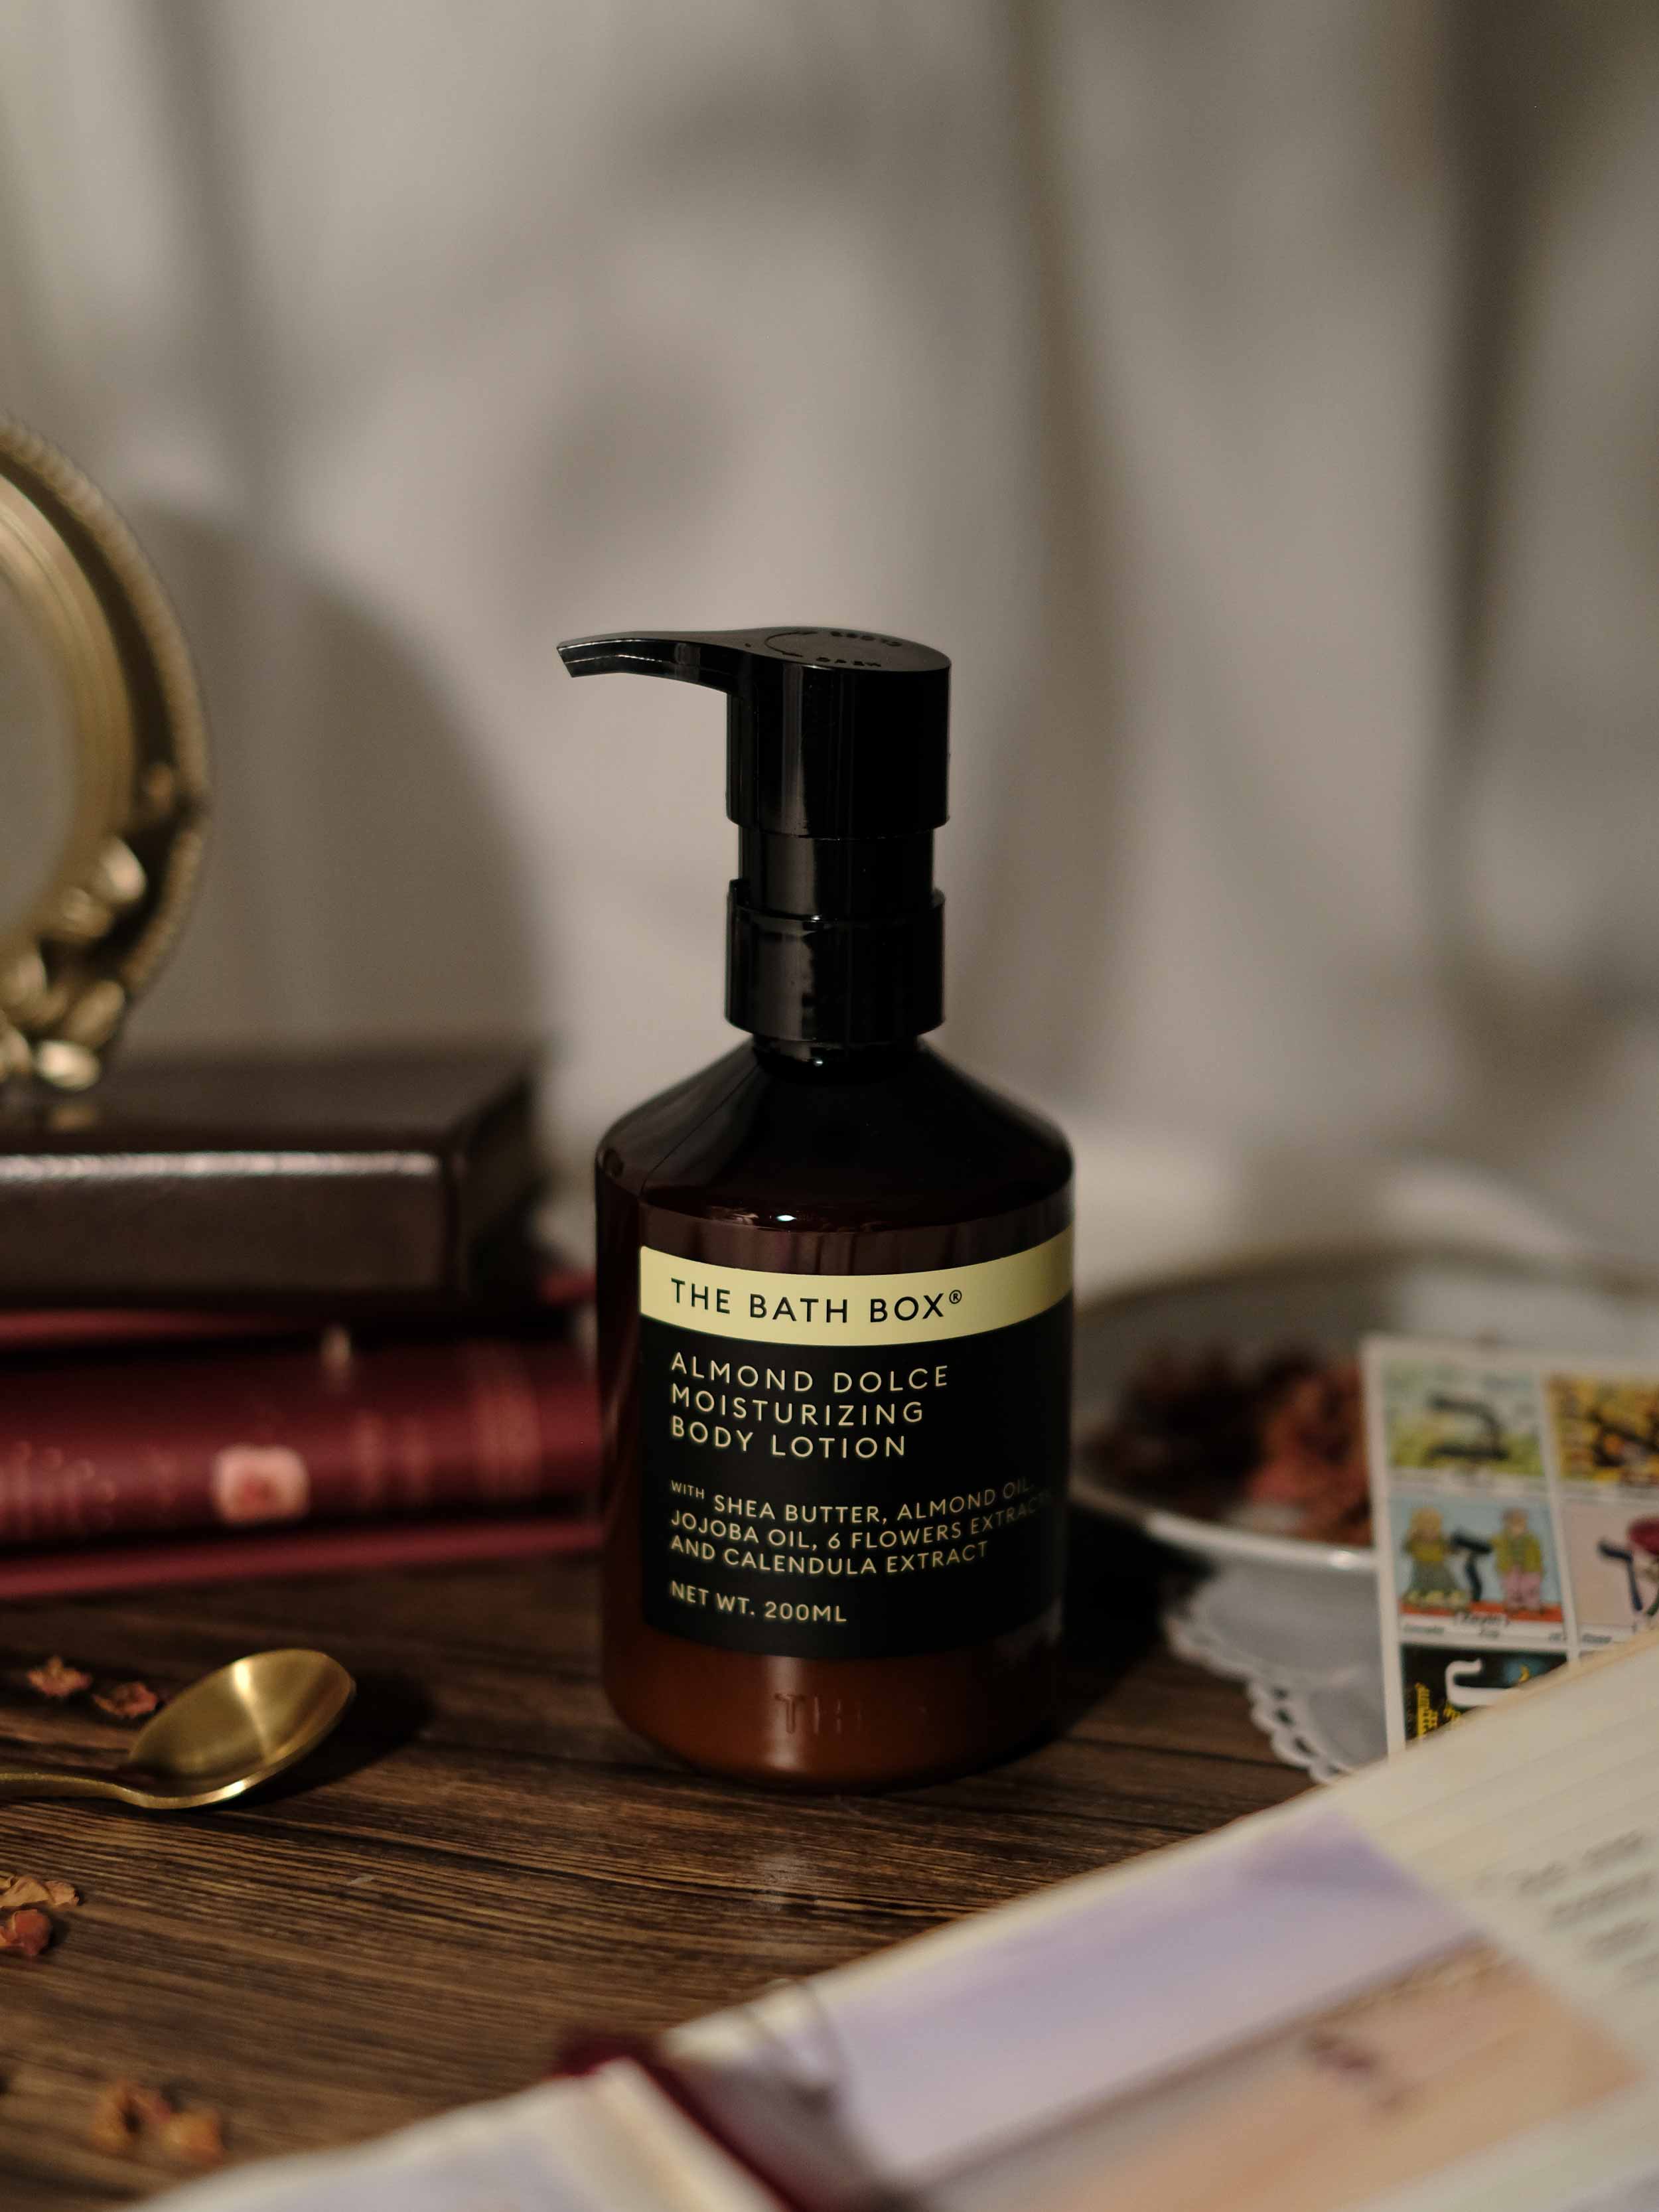 THE BATH BOX®
ALMOND DOLCE
MOISTURIZING
BODY LOTION
WITH SHEA BUTTER, ALMOND OIL,
JOJOBA OIL, 6 FLOWERS EXTRACT
AND CALENDULA EXTRACT
NET WT. 200ML